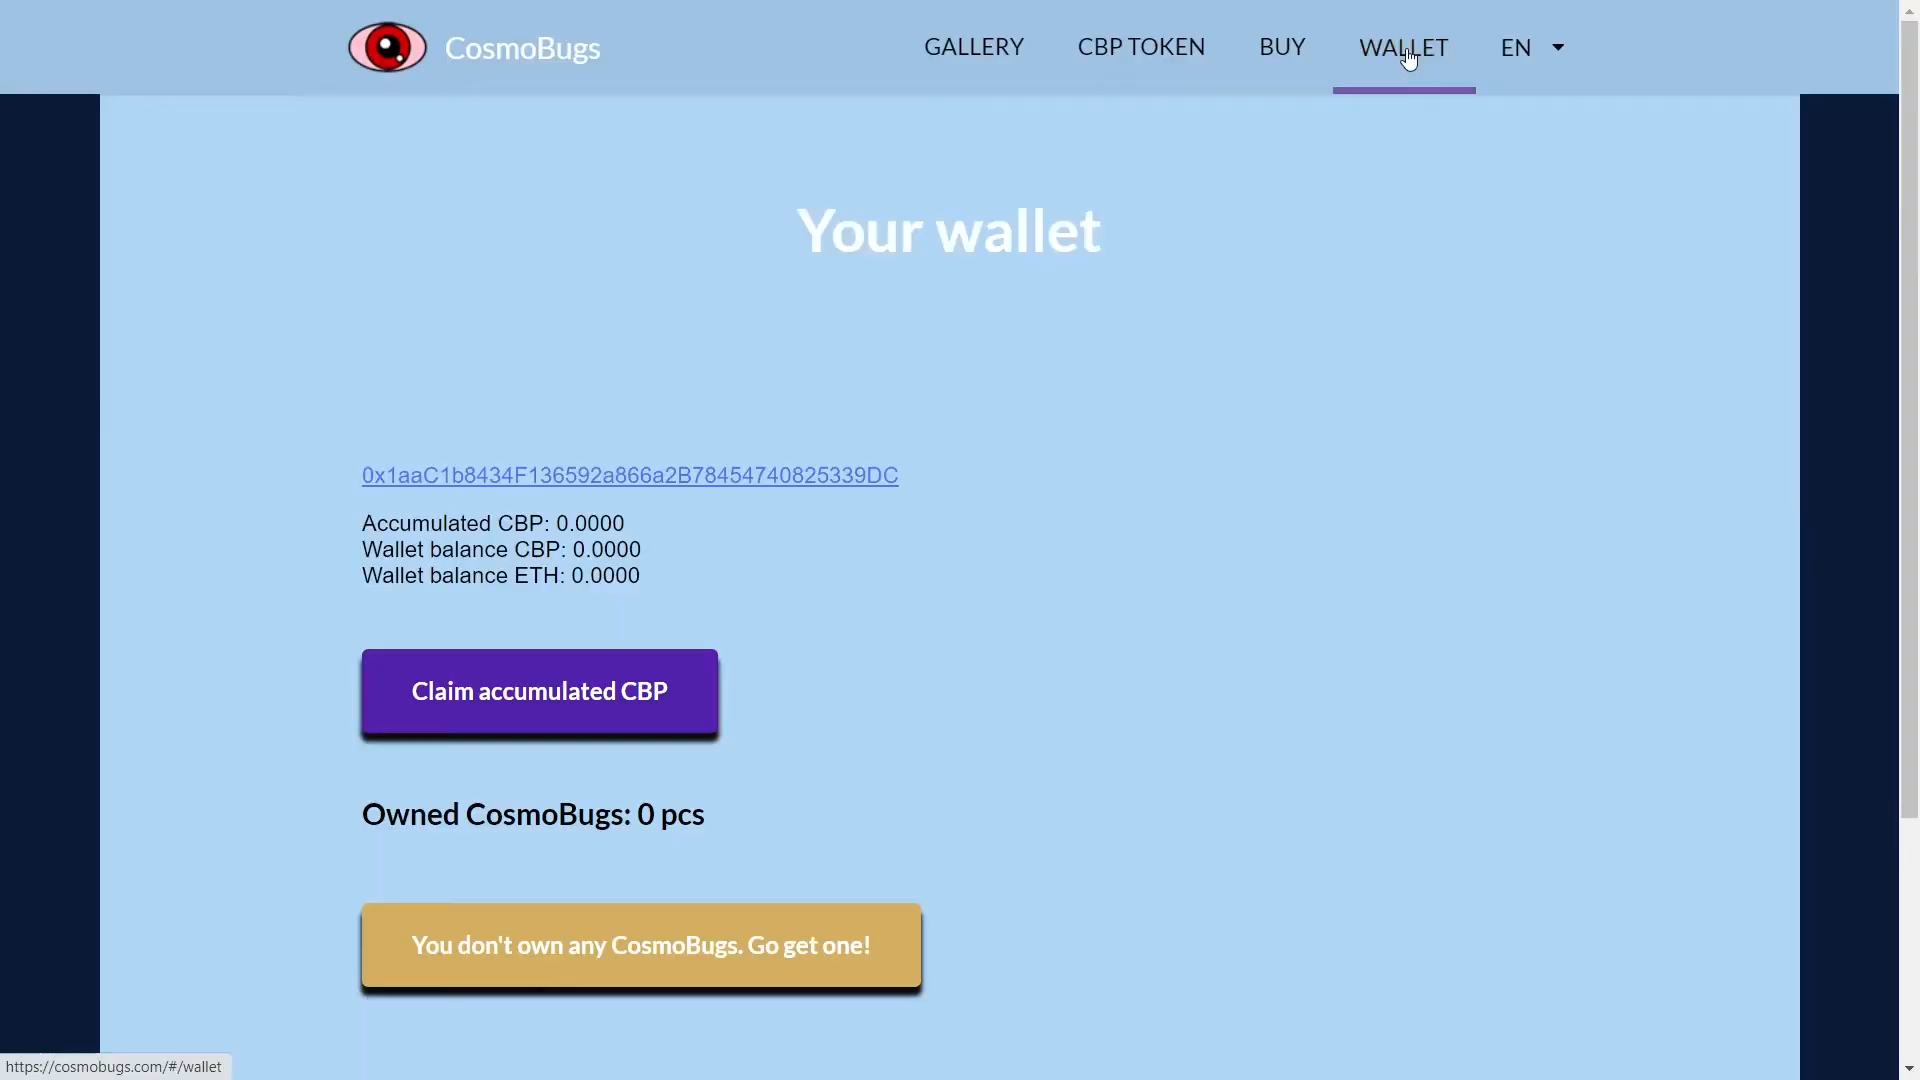 CosmoBugs
GALLERY
CBP TOKEN
BUY
WALLET
EN
Your wallet
0x1aaC1b8434F136592a866a2B78454740825339DC
Accumulated CBP: 0.0000
Wallet balance CBP: 0.0000
Wallet balance ETH: 0.0000
Claim accumulated CBP
Owned CosmoBugs: 0 pcs
You don't own any CosmoBugs. Go get one!
https://cosmobugs.com/#/wallet